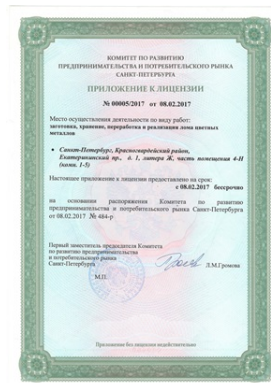 КОМИТЕТ ПО РАЗВИТИЮ
ПРЕДПРИНИМАТЕЛЬСТВА И ПОТРЕБИТЕЛЬСКОГО РЫНКА
САНКТ-ПЕТЕРБУРГА
ПРИЛОЖЕНИЕ К ЛИЦЕНЗИИ
№ 00005/2017 от 08.02.2017
Место осуществления деятельности по виду работ:
заготовка, хранение, переработка и реализация лома цветных
металлов
• Санкт-Петербург, Красногвардейский район,
Екатерининский пр., д. 1, литера Ж, часть помещения 4-Н
(комн. 1-5)
Настоящее приложение к лицензии предоставлено на срок:
с 08.02.2017 бессрочно
на основании распоряжения Комитета по развитию
предпринимательства и потребительского рынка Санкт-Петербурга
от 08.02.2017 № 484-р
Первый заместитель председателя Комитета
по развитию предпринимательства
и потребительского рынка
Санкт-Петербурга
Л.М.Громова
М.П.
Приложение без лицензии недействительно